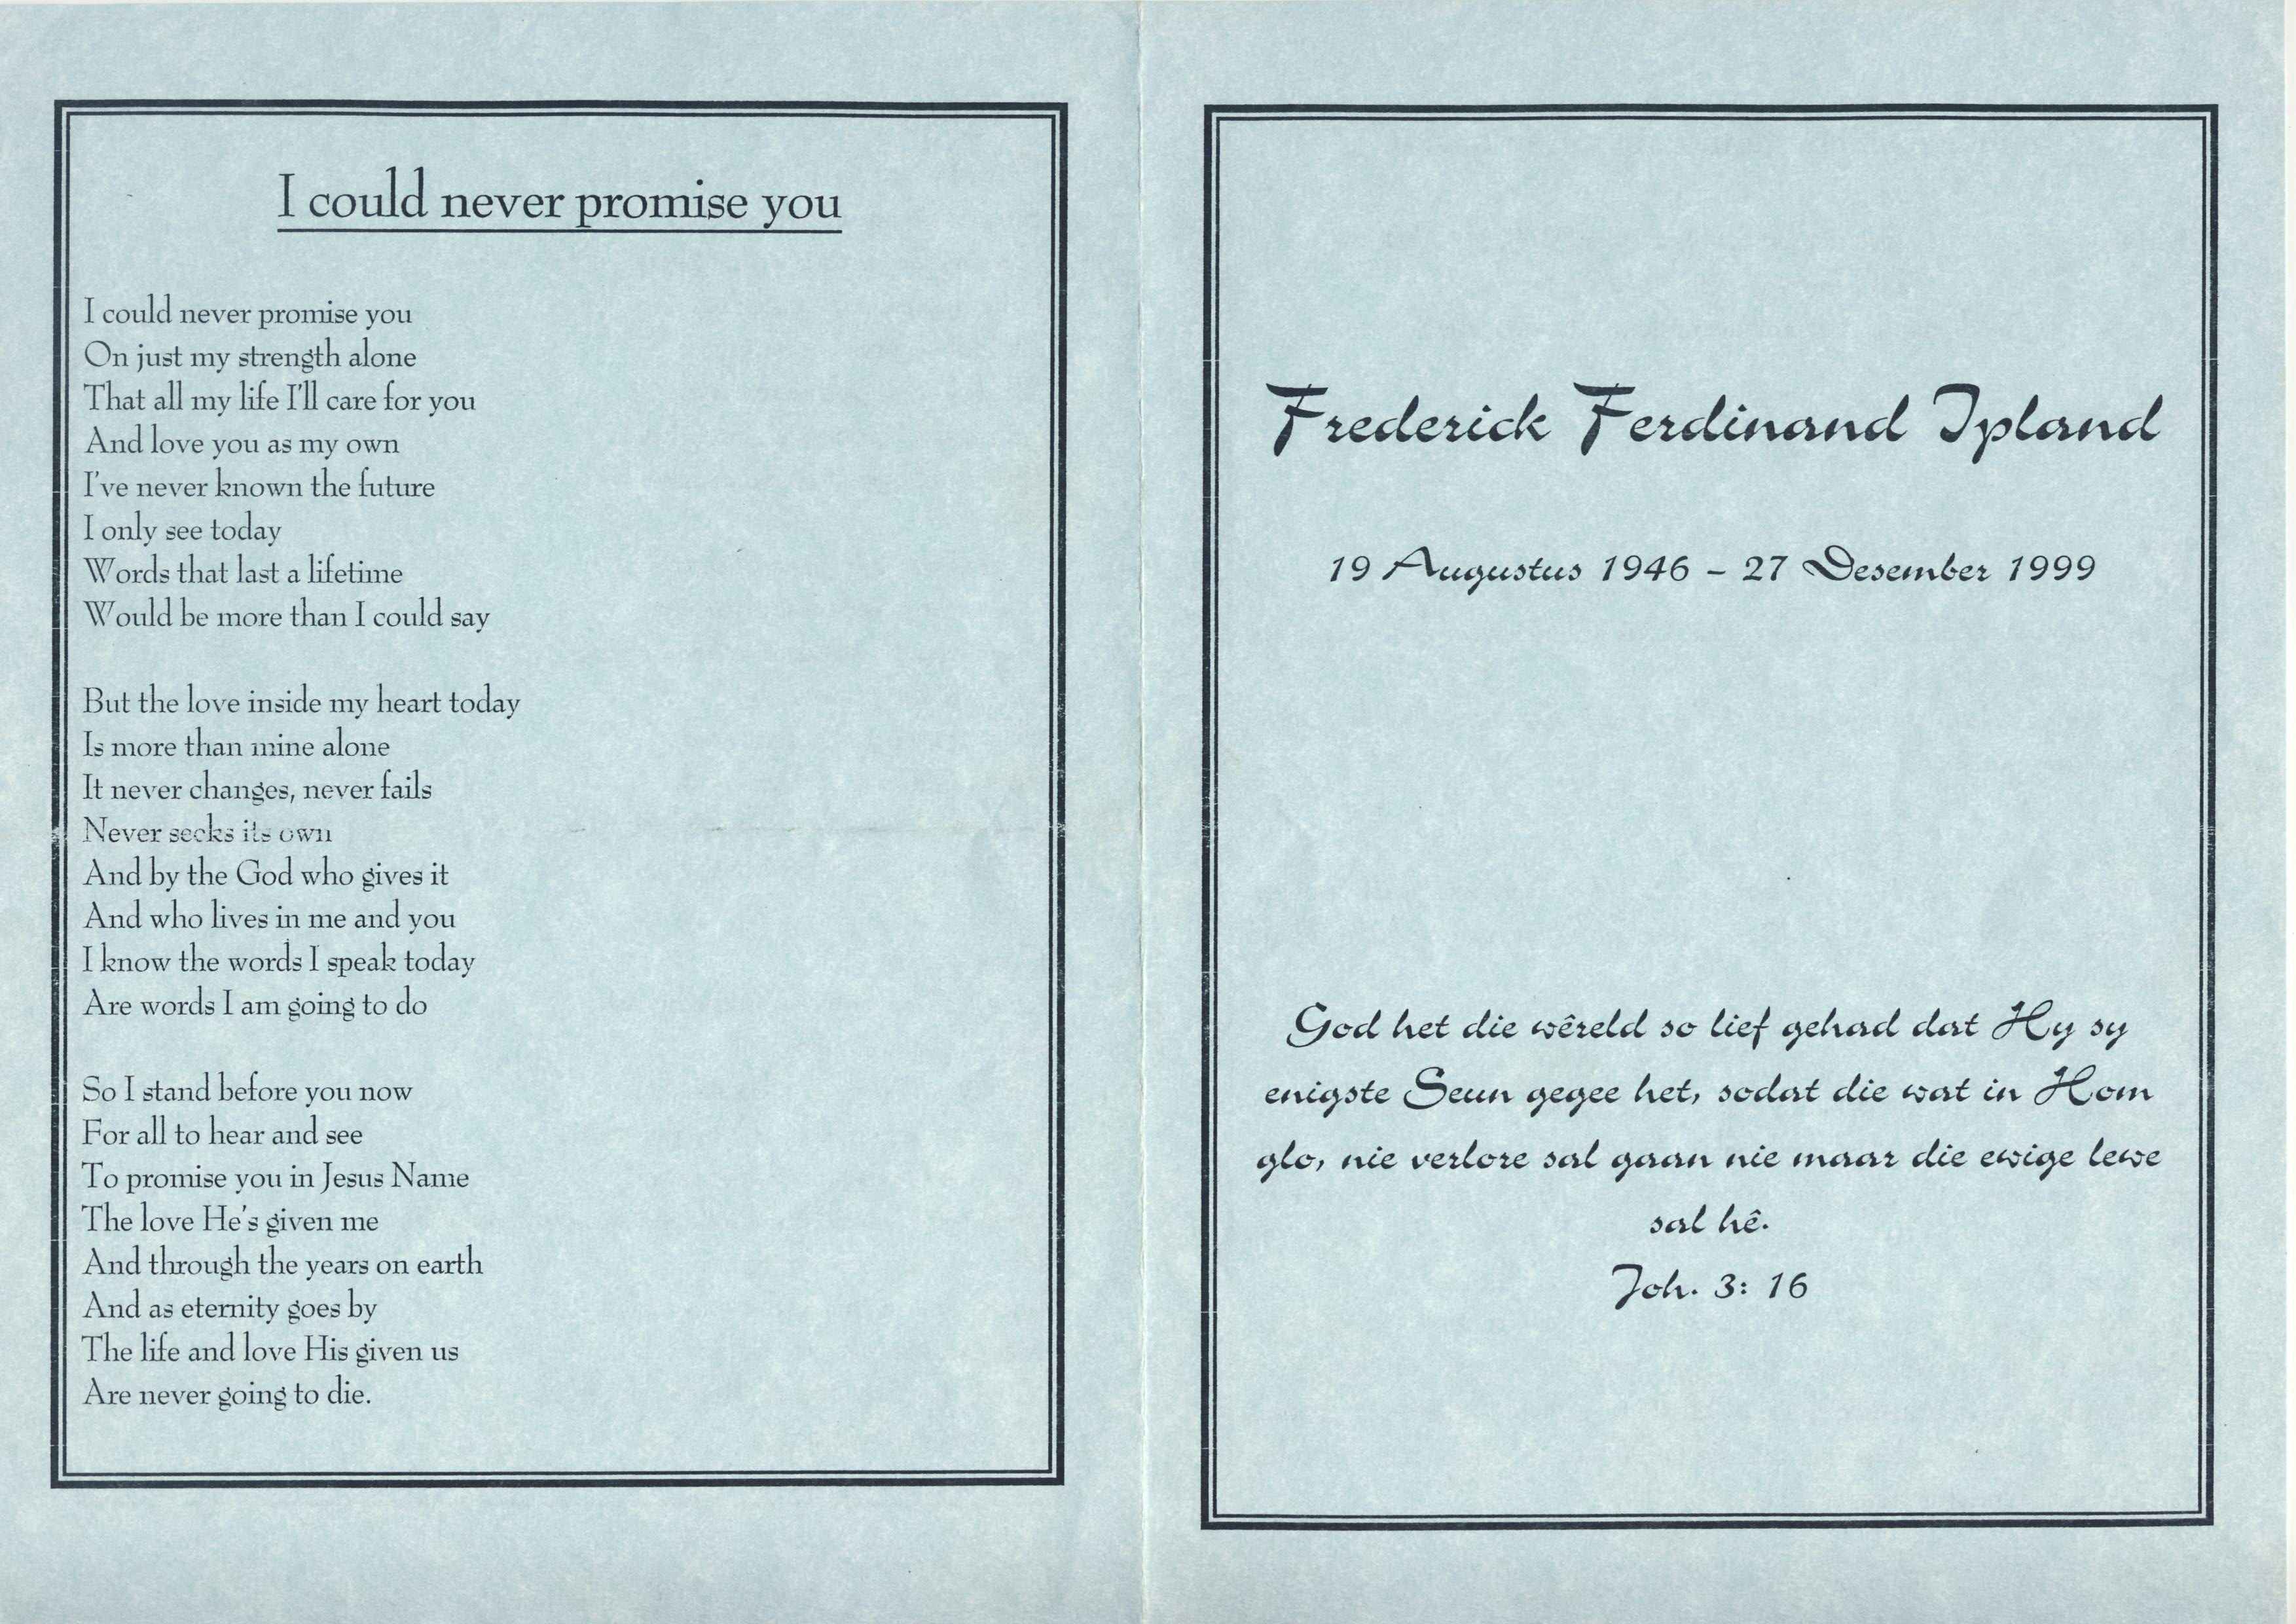 I could never promise you
I could never promise you
On just my strength alone
That all my life I'll care for you
And love you as my own
I've never known the future
I only see today
Words that last a lifetime
Would be more than I could say
But the love inside my heart today
Is more than mine alone
It never changes, never fails
Never seeks its own
And by the God who gives it
And who lives in me and you
I know the words I speak today
Are words I am going to do
So I stand before you now
For all to hear and see
To promise you in Jesus Name
The love He's given me
And through the years on earth
And as eternity goes by
The life and love His given us
Are never going to die.
Frederick Ferdinand Ipland
19 Augustus 1946 – 27 Desember 1999
God het die wêreld so lief gehad dat Hy sy
enigste Seun gegee het, sodat die wat in Hom
glo, nie verlore sal gaan nie maar die ewige lewe
sal hê.
Joh. 3: 16